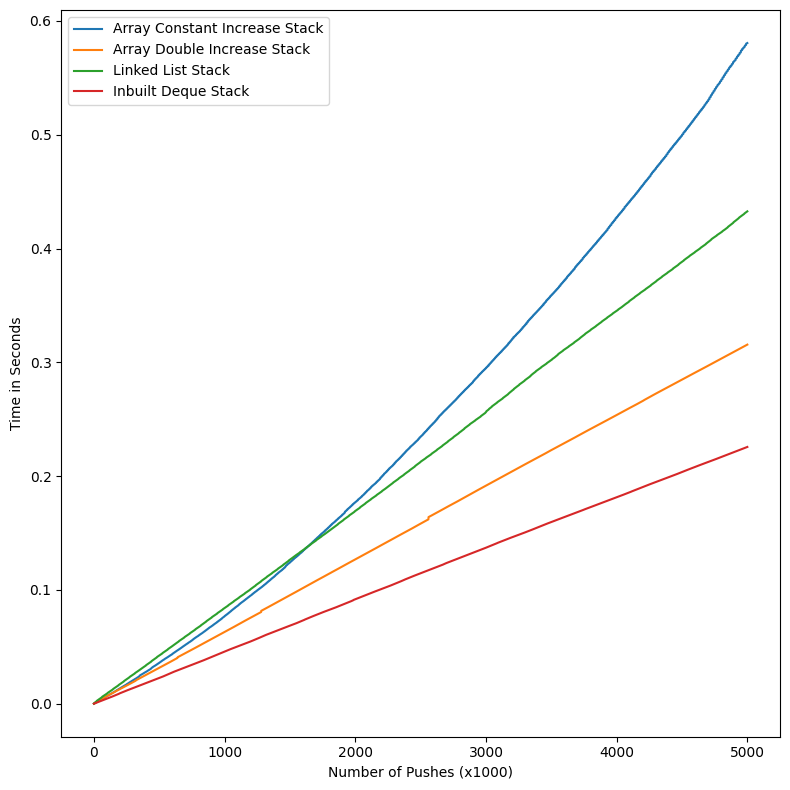 Array Constant Increase Stack
Array Double Increase Stack
Linked List Stack
Inbuilt Deque Stack
0.6
0.5
0.4
0.3
0.2
0.1
0.0
Time in Seconds
0 1000 2000 3000 4000 5000
Number of Pushes (x1000)